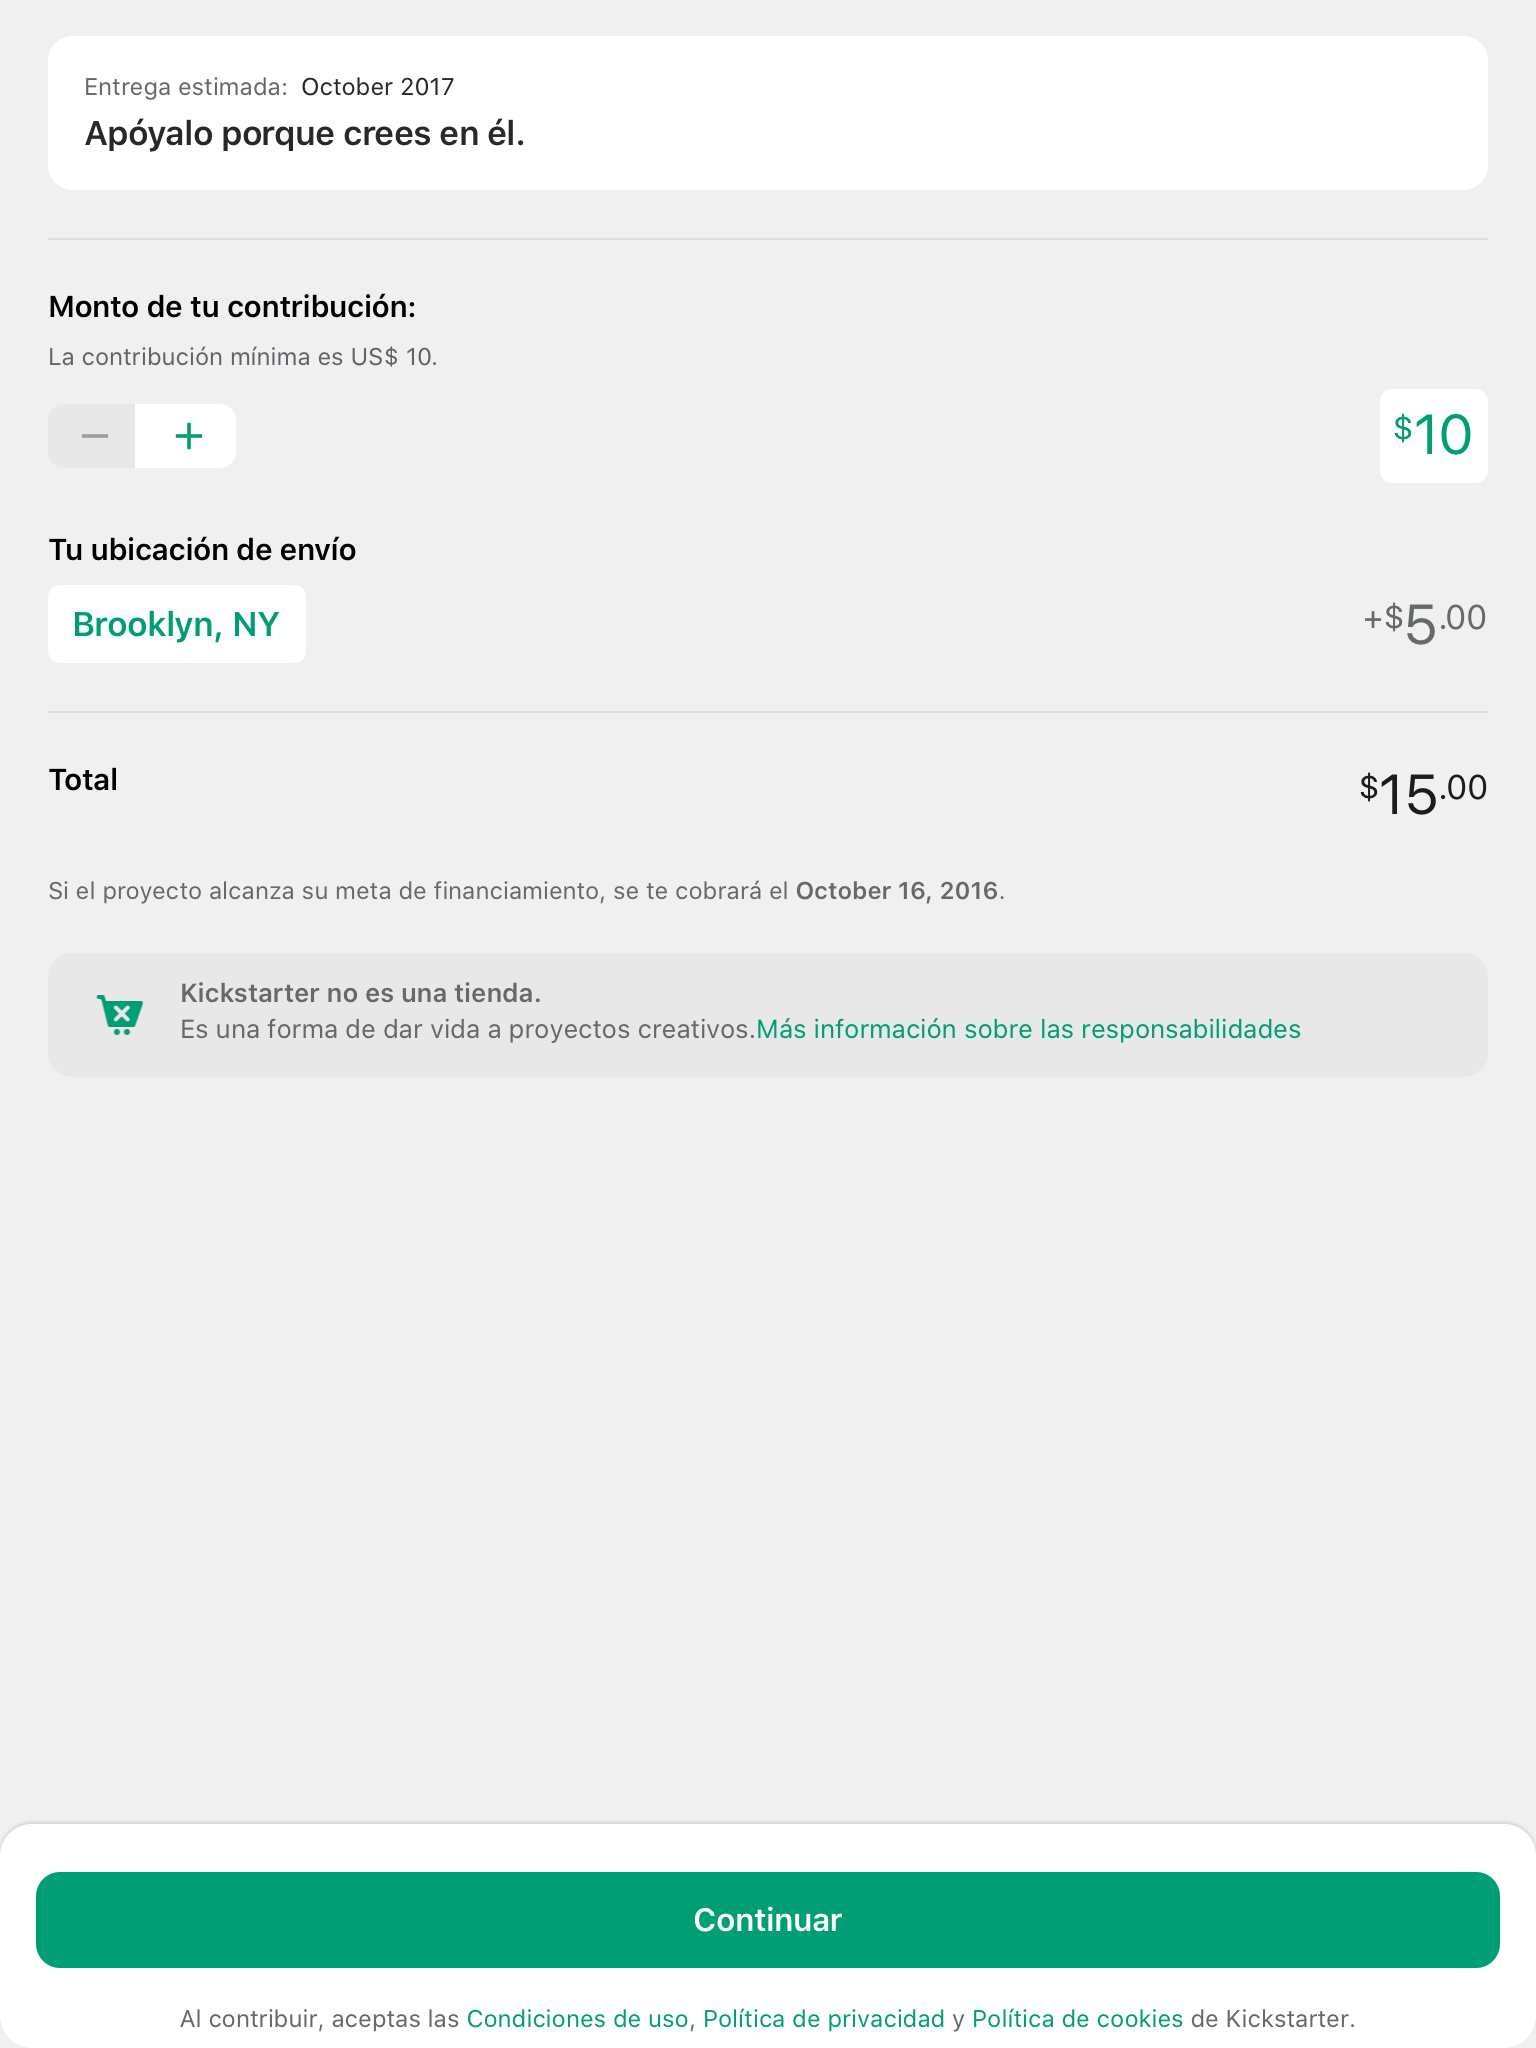 Entrega estimada: October 2017
Apóyalo porque crees en él.
Monto de tu contribución:
La contribución mínima es US$ 10.
$10
Tu ubicación de envío
Brooklyn, NY
+$5.00
Total
$15.00
Si el proyecto alcanza su meta de financiamiento, se te cobrará el October 16, 2016.
Kickstarter no es una tienda.
Es una forma de dar vida a proyectos creativos.Más información sobre las responsabilidades
Continuar
Al contribuir, aceptas las Condiciones de uso, Política de privacidad y Política de cookies de Kickstarter.